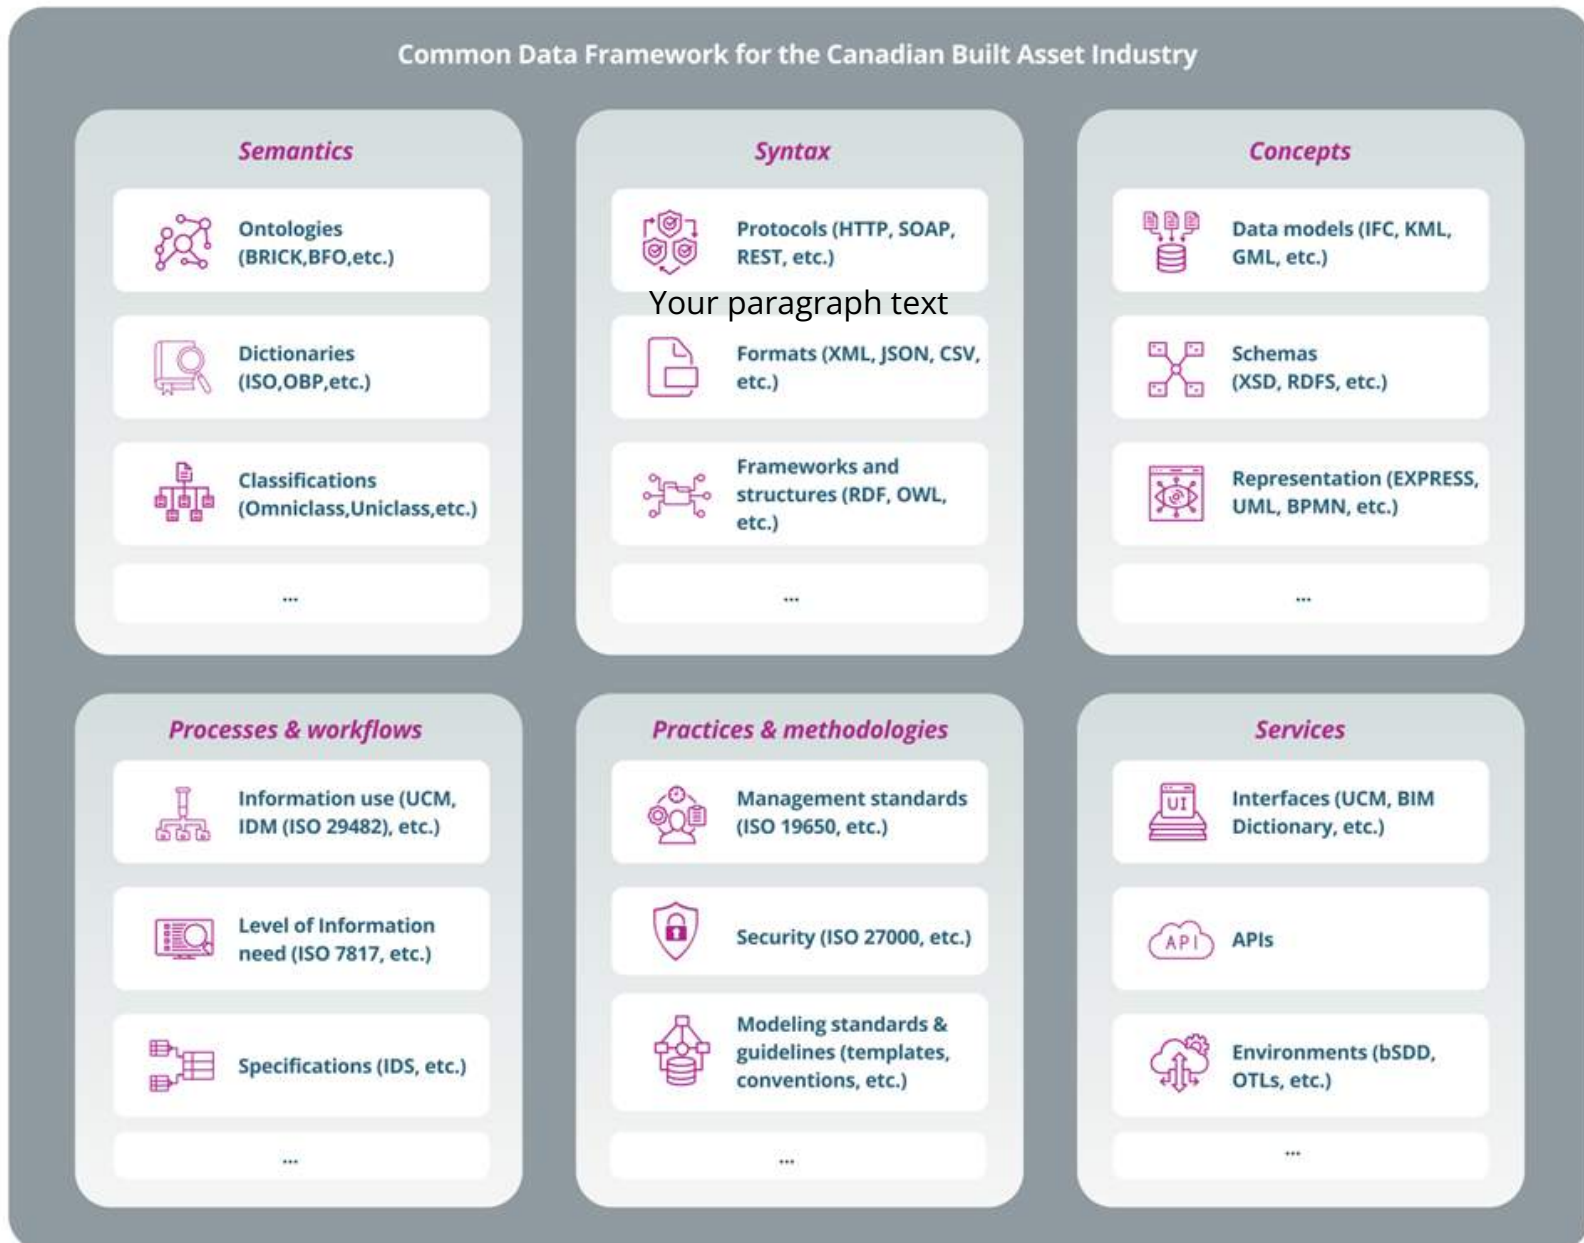 Common Data Framework for the Canadian Built Asset Industry
Semantics
Ontologies
(BRICK,BFO,etc.)
Dictionaries
(ISO,OBP,etc.)
Classifications
(Omniclass,Uniclass,etc.)
...
Syntax
Protocols (HTTP, SOAP,
REST, etc.)
Your paragraph text
Formats (XML, JSON, CSV,
etc.)
Frameworks and
structures (RDF, OWL,
etc.)
...
Concepts
Data models (IFC, KML,
GML, etc.)
Schemas
(XSD, RDFS, etc.)
Representation (EXPRESS,
UML, BPMN, etc.)
...
Processes & workflows
Information use (UCM,
IDM (ISO 29482), etc.)
Level of Information
need (ISO 7817, etc.)
Specifications (IDS, etc.)
...
Practices & methodologies
Management standards
(ISO 19650, etc.)
Security (ISO 27000, etc.)
Modeling standards &
guidelines (templates,
conventions, etc.)
...
Services
UI
Interfaces (UCM, BIM
Dictionary, etc.)
API
APIs
Environments (bSDD,
OTLs, etc.)
...